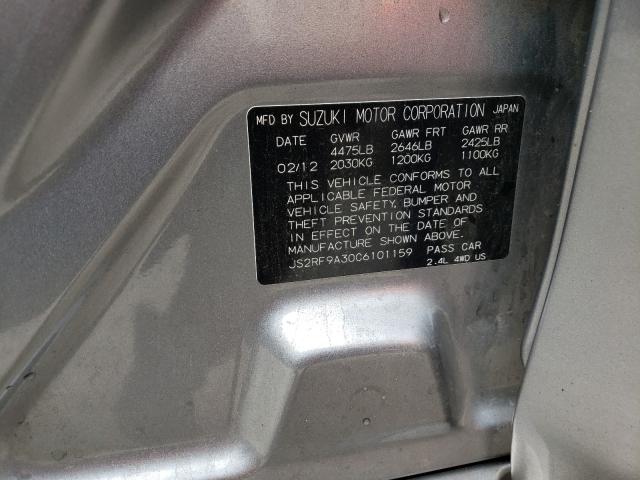 MFD BY SUZUKI MOTOR CORPORATION JAPAN
DATE GVWR GAWR FRT GAWR RR
4475LB 2646LB 2425LB
02/12 2030KG 1200KG 1100KG
THIS VEHICLE CONFORMS TO ALL
APPLICABLE FEDERAL MOTOR
VEHICLE SAFETY, BUMPER AND
THEFT PREVENTION STANDARDS
IN EFFECT ON THE DATE OF
MANUFACTURE SHOWN ABOVE.
JS2RF9A30C6101159 PASS CAR
2.4L 4WD US